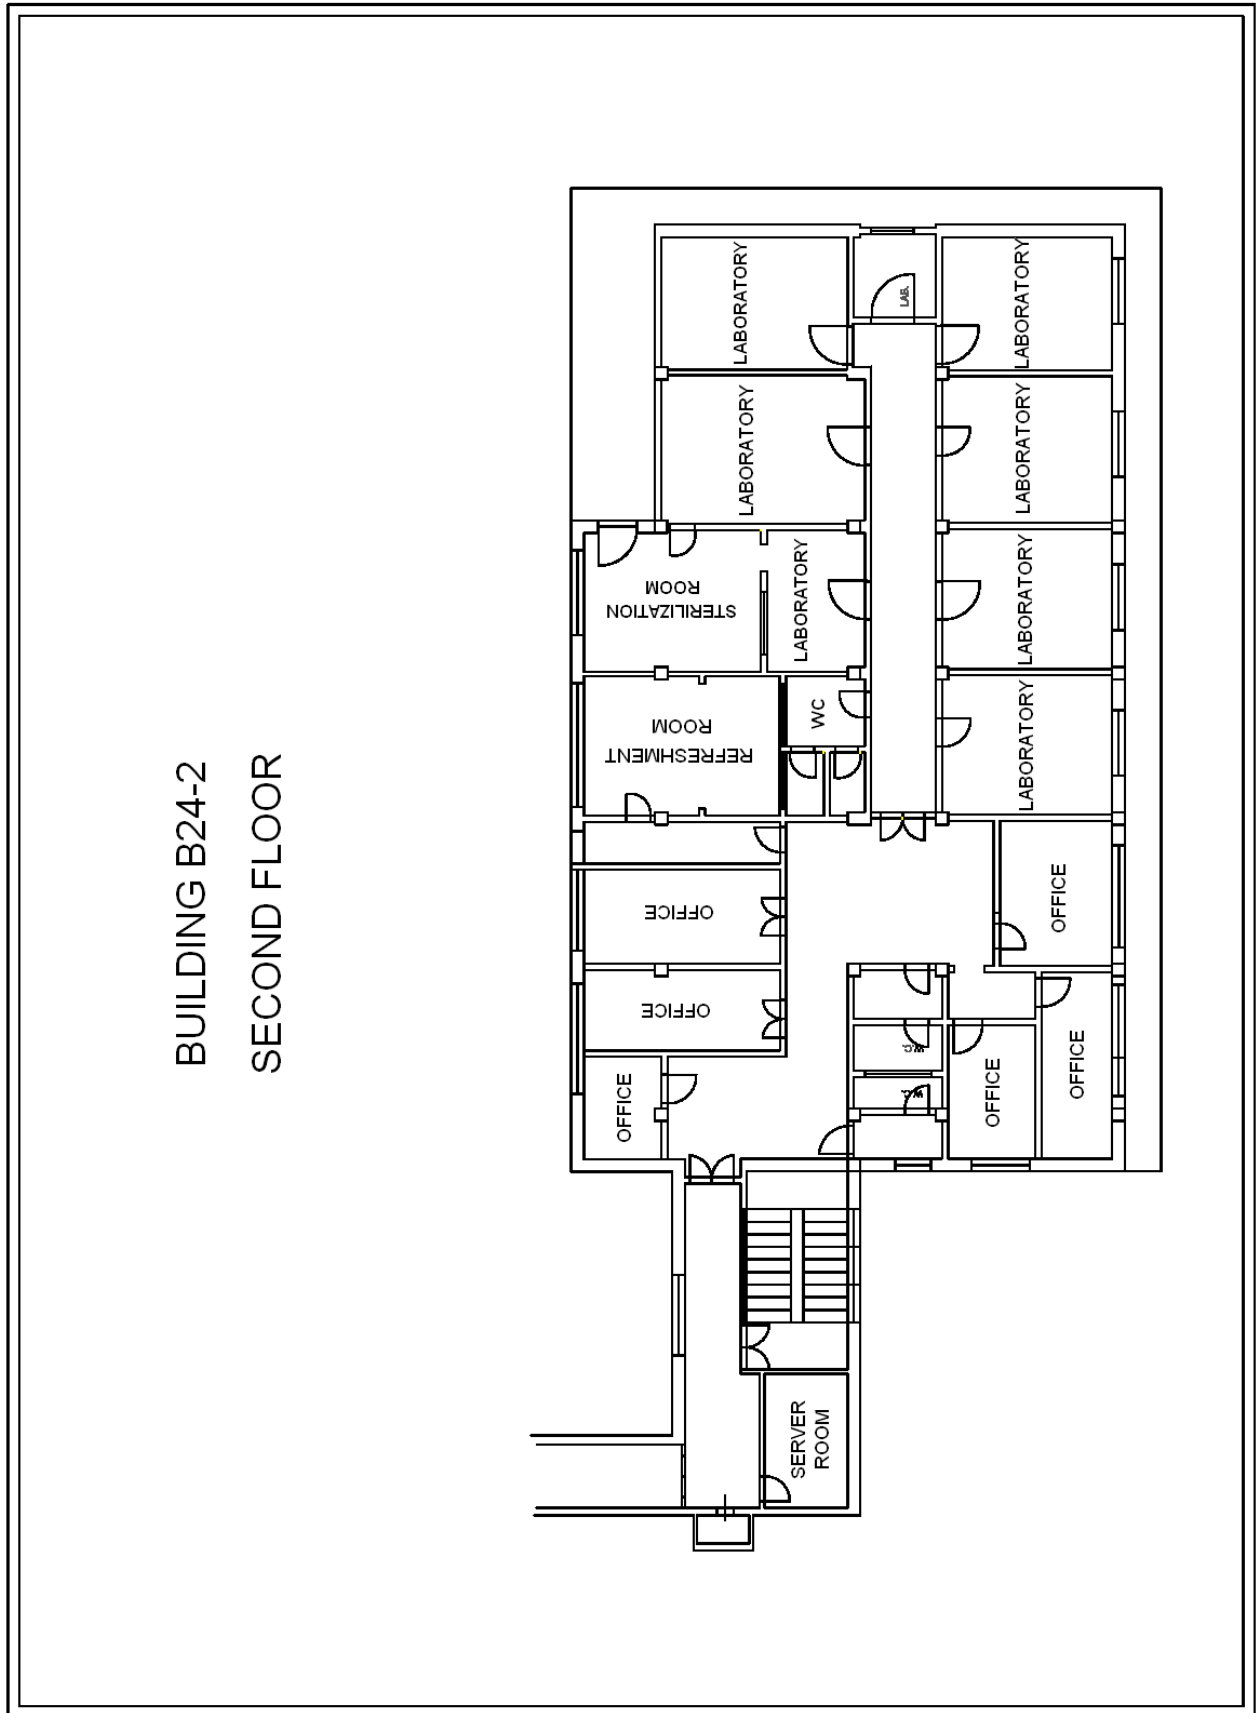 BUILDING B24-2
SECOND FLOOR
LABORATORY
LAB.
LABORATORY
LABORATORY
LABORATORY
STERILIZATION
ROOM
LABORATORY
LABORATORY
REFRESHMENT
ROOM
WC
LABORATORY
OFFICE
OFFICE
OFFICE
W.C.
W.C.
OFFICE
OFFICE
OFFICE
SERVER
ROOM